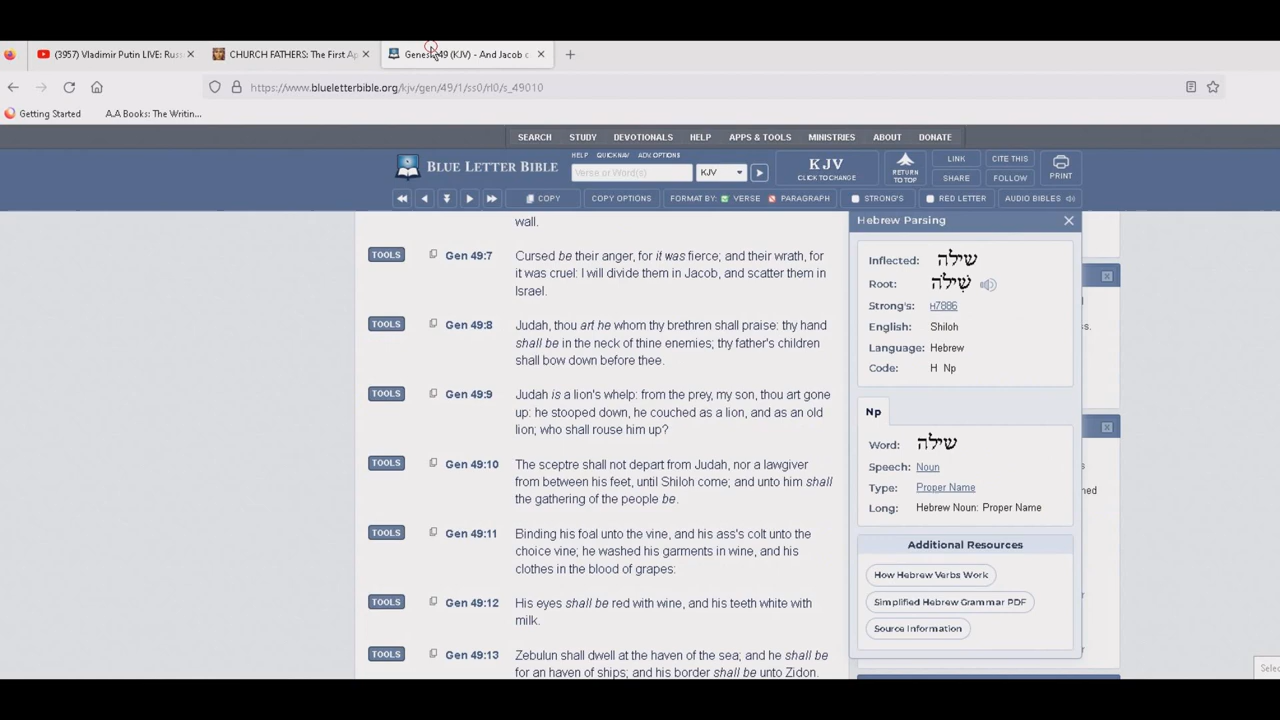 (3957) Vladimir Putin LIVE: Russ
CHURCH FATHERS: The First Ap
Genesis 49 (KJV) - And Jacob c
https://www.blueletterbible.org/kjv/gen/49/1/ss0/rl0/s_49010
Getting Started
A.A Books: The Writin...
SEARCH STUDY DEVOTIONALS HELP APPS & TOOLS MINISTRIES ABOUT DONATE
BLUE LETTER BIBLE
HELP QUICKNAV ADV OPTIONS
Verse or Word(s)
KJV
KJV
CLICK TO CHANGE
RETURN
TO TOP
LINK
CITE THIS
SHARE
FOLLOW
PRINT
COPY
COPY OPTIONS
FORMAT BY: VERSE PARAGRAPH
STRONG'S
RED LETTER
AUDIO BIBLES
wall.
TOOLS Gen 49:7 Cursed be their anger, for it was fierce; and their wrath, for
it was cruel: I will divide them in Jacob, and scatter them in
Israel.
TOOLS Gen 49:8 Judah, thou art he whom thy brethren shall praise: thy hand
shall be in the neck of thine enemies; thy father's children
shall bow down before thee.
TOOLS Gen 49:9 Judah is a lion's whelp: from the prey, my son, thou art gone
up: he stooped down, he couched as a lion, and as an old
lion; who shall rouse him up?
TOOLS Gen 49:10 The sceptre shall not depart from Judah, nor a lawgiver
from between his feet, until Shiloh come; and unto him shall
the gathering of the people be.
TOOLS Gen 49:11 Binding his foal unto the vine, and his ass's colt unto the
choice vine; he washed his garments in wine, and his
clothes in the blood of grapes:
TOOLS Gen 49:12 His eyes shall be red with wine, and his teeth white with
milk.
TOOLS Gen 49:13 Zebulun shall dwell at the haven of the sea; and he shall be
for an haven of ships; and his border shall be unto Zidon.
Hebrew Parsing
Inflected: שילה
Root: שִׁילֹה
Strong's: H7886
English: Shiloh
Language: Hebrew
Code: H Np
Np
Word: שילה
Speech: Noun
Type: Proper Name
Long: Hebrew Noun: Proper Name
Additional Resources
How Hebrew Verbs Work
Simplified Hebrew Grammar PDF
Source Information
ss.
s
ned
Selec